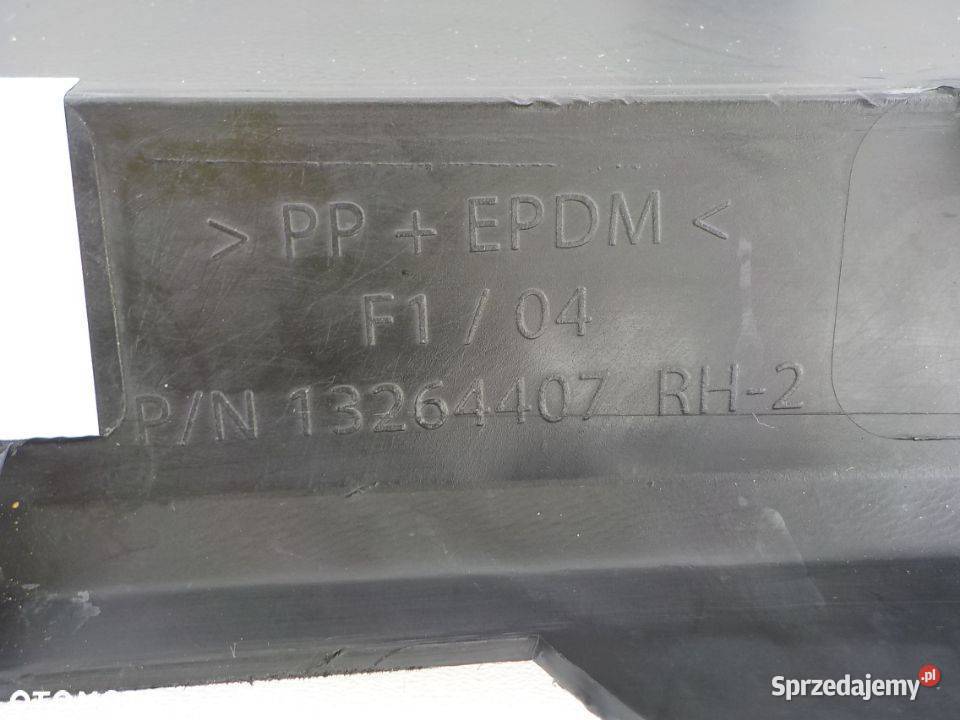 > PP + EPDM <
F1 / 04
P/N 13264407 RH-2
Sprzedajemy.pl